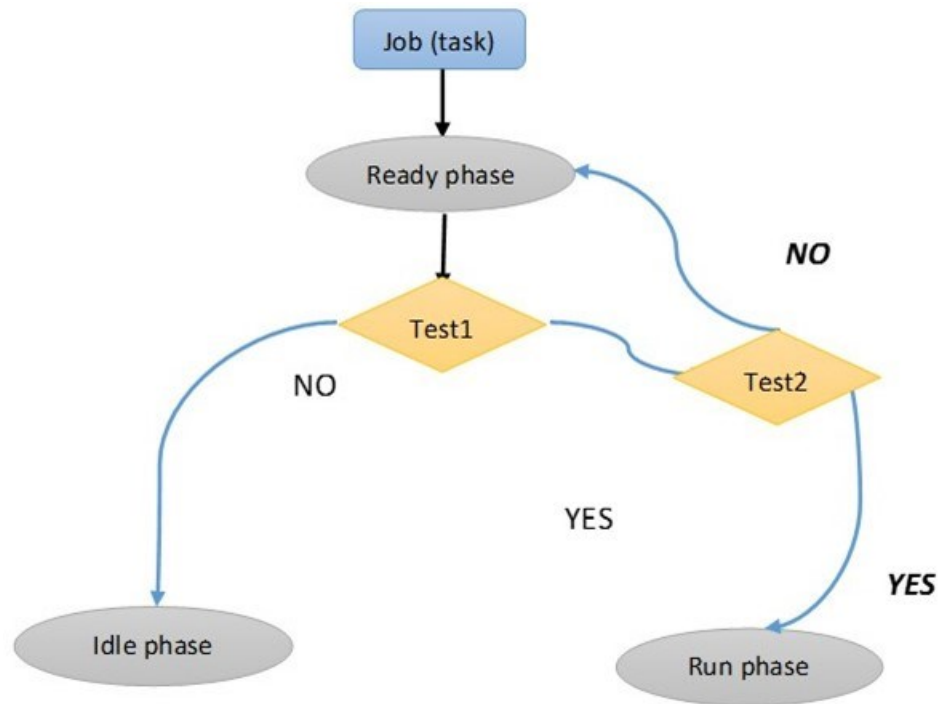 Job (task)
Ready phase
NO
Test1
Test2
NO
YES
YES
Idle phase
Run phase